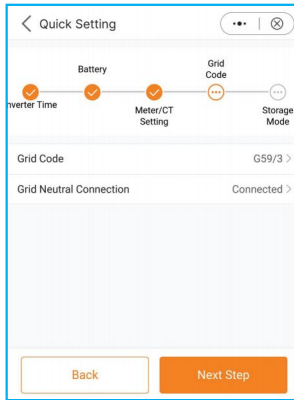 Quick Setting
Battery
Grid
Code
nverter Time
Meter/CT
Setting
Storage
Mode
Grid Code G59/3
Grid Neutral Connection Connected
Back Next Step